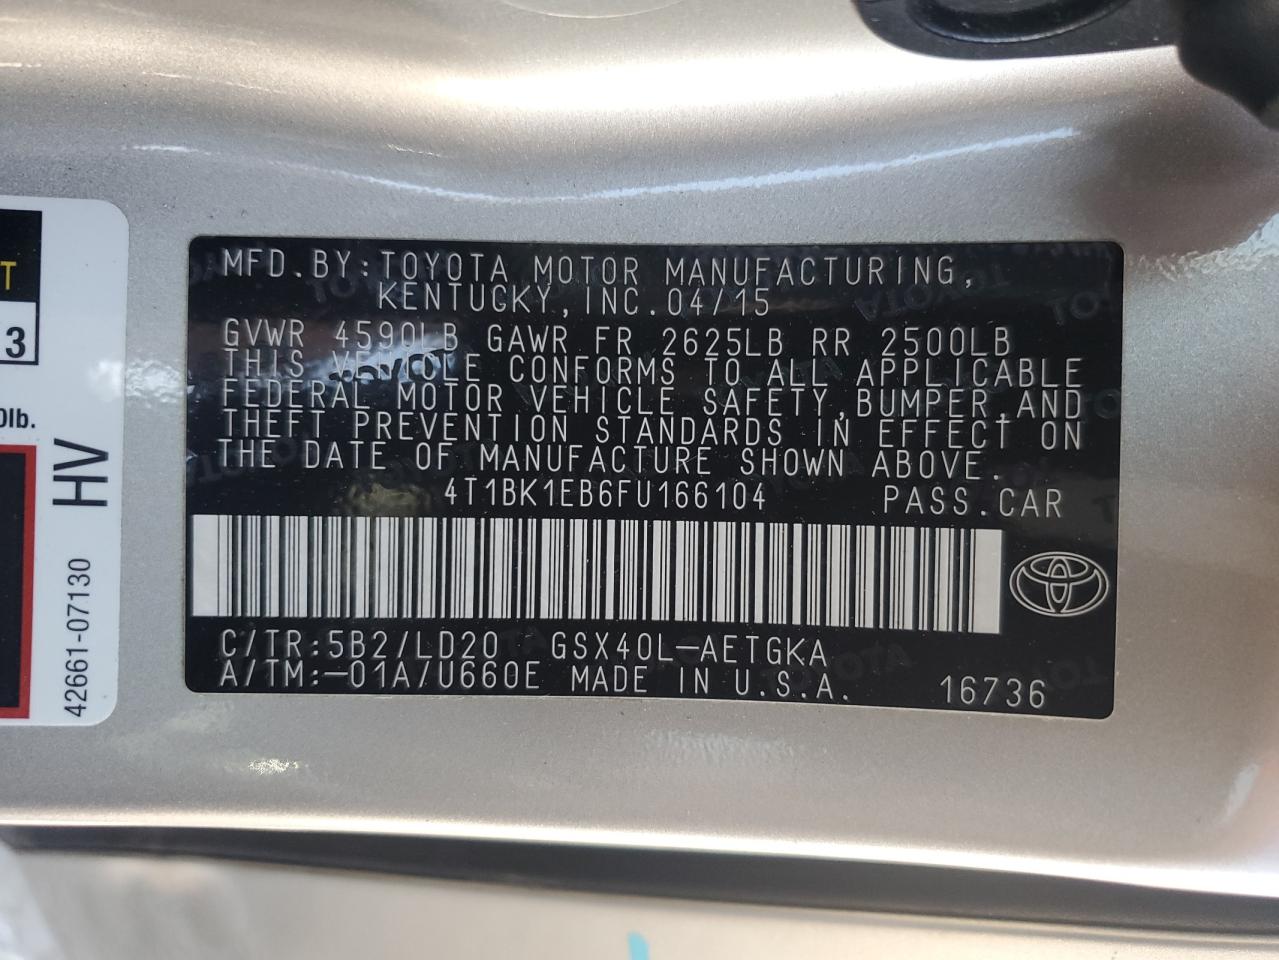 MFD.BY:TOYOTA MOTOR MANUFACTURING,
KENTUCKY,INC.04/15
GVWR 4590LB GAWR FR 2625LB RR 2500LB
THIS VEHICLE CONFORMS TO ALL APPLICABLE
FEDERAL MOTOR VEHICLE SAFETY,BUMPER,AND
THEFT PREVENTION STANDARDS IN EFFECT ON
THE DATE OF MANUFACTURE SHOWN ABOVE.
4T1BK1EB6FU166104 PASS.CAR
C/TR:5B2/LD20 GSX40L-AETGKA
A/TM:-01A/U660E MADE IN U.S.A. 16736
T
3
0lb.
HV
42661-07130